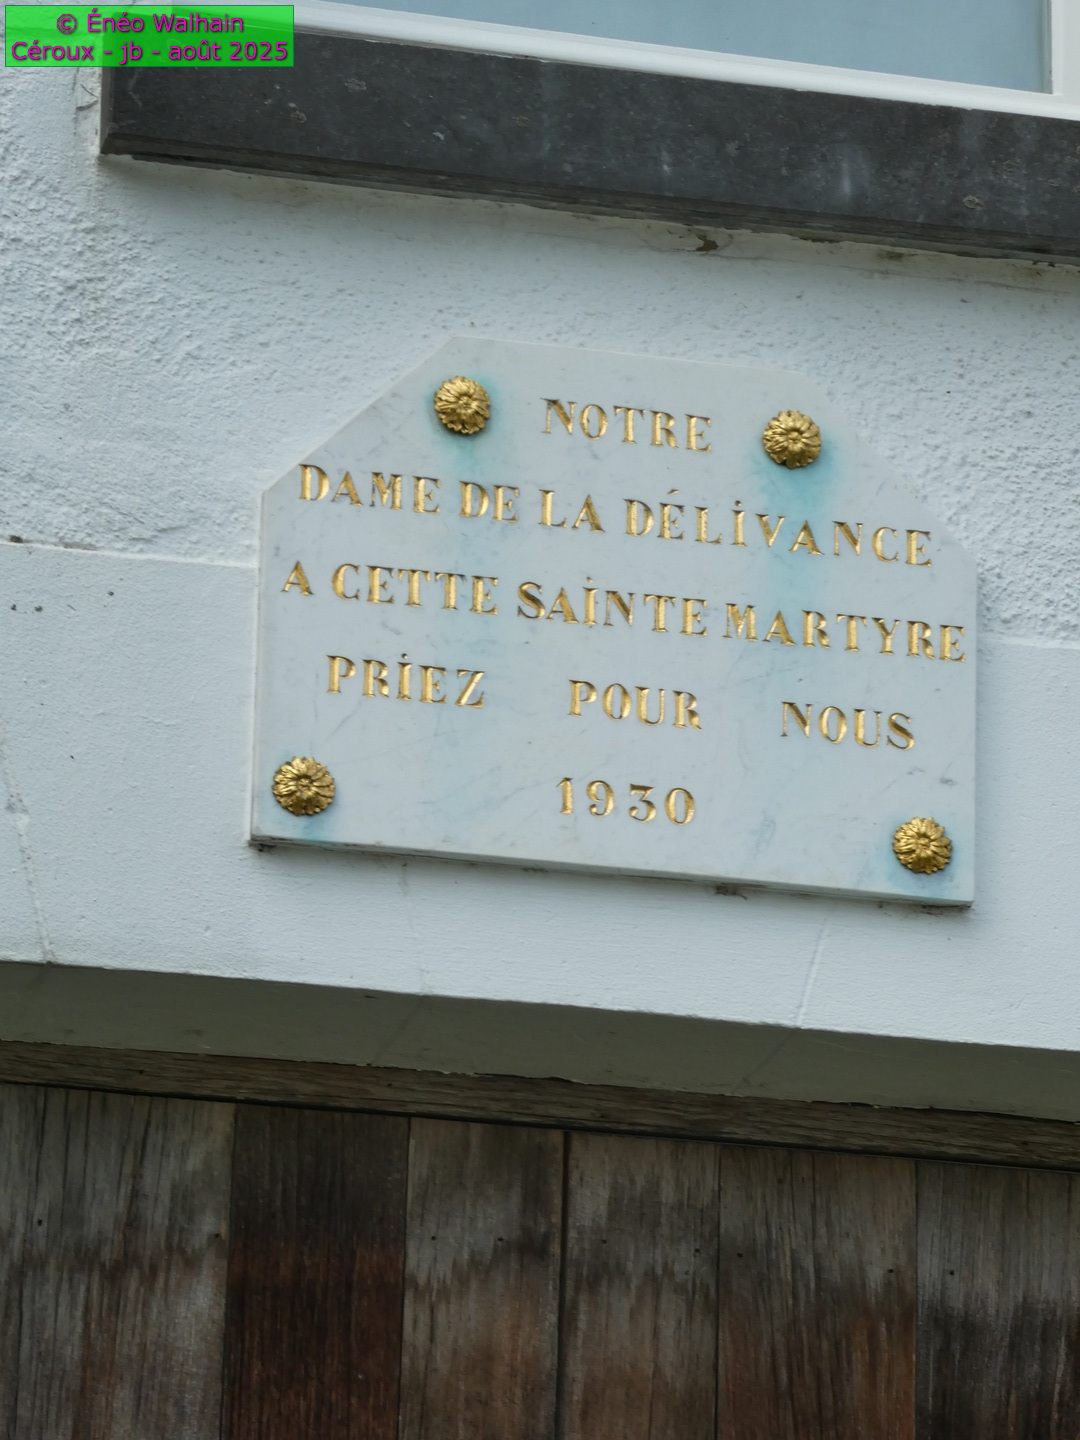 © Énéo Walhain
Céroux - jb - août 2025
NOTRE
DAME DE LA DÉLIVANCE
A CETTE SAINTE MARTYRE
PRIEZ POUR NOUS
1930